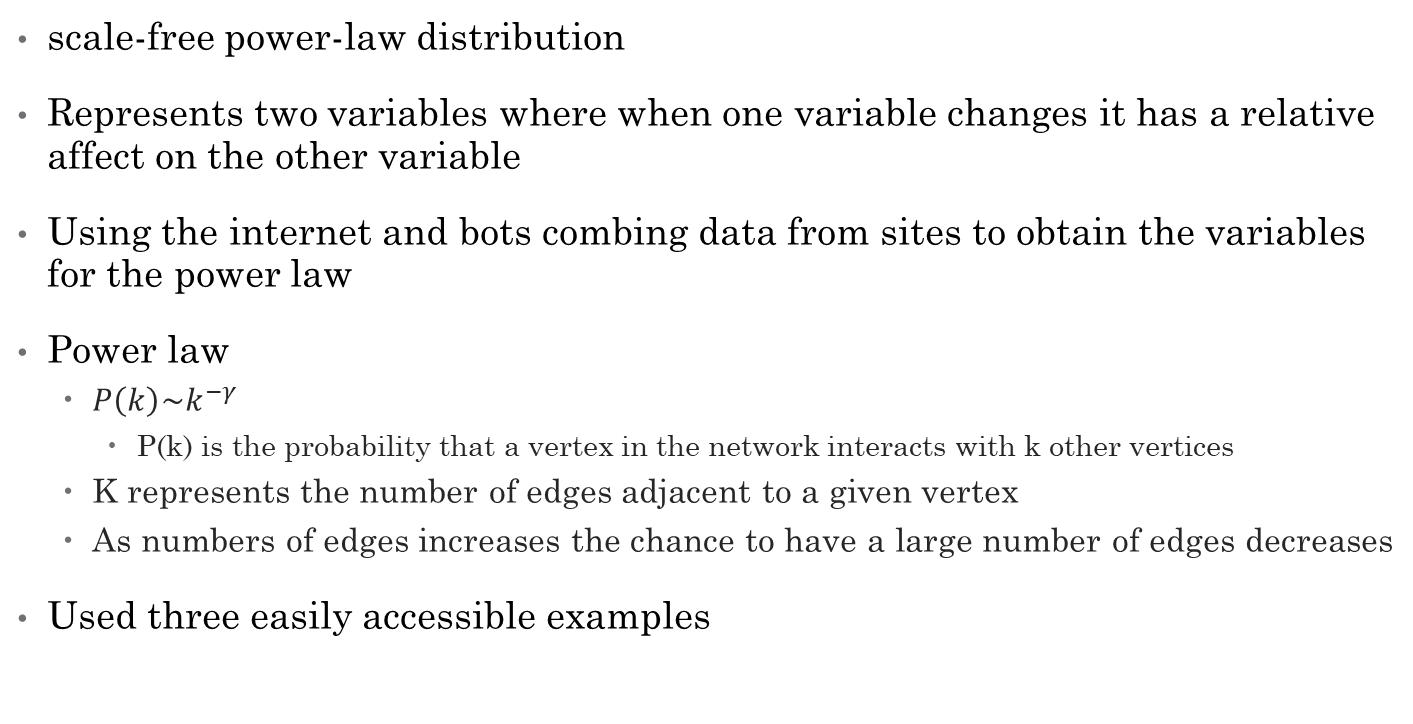 • scale-free power-law distribution
• Represents two variables where when one variable changes it has a relative
affect on the other variable
• Using the internet and bots combing data from sites to obtain the variables
for the power law
• Power law
• P(k)~k⁻ᵞ
• P(k) is the probability that a vertex in the network interacts with k other vertices
• K represents the number of edges adjacent to a given vertex
• As numbers of edges increases the chance to have a large number of edges decreases
• Used three easily accessible examples